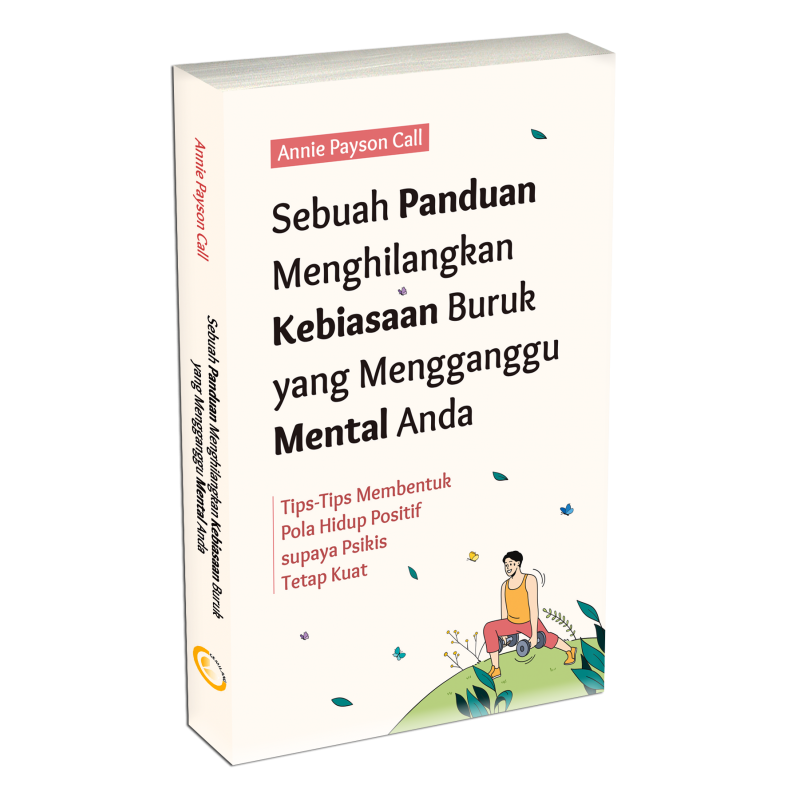 Annie Payson Call
Sebuah Panduan
Menghilangkan
Kebiasaan Buruk
yang Mengganggu
Mental Anda
Tips-Tips Membentuk
Pola Hidup Positif
supaya Psikis
Tetap Kuat
Annie Payson Call
Sebuah Panduan Menghilangkan Kebiasaan Buruk
yang Mengganggu Mental Anda